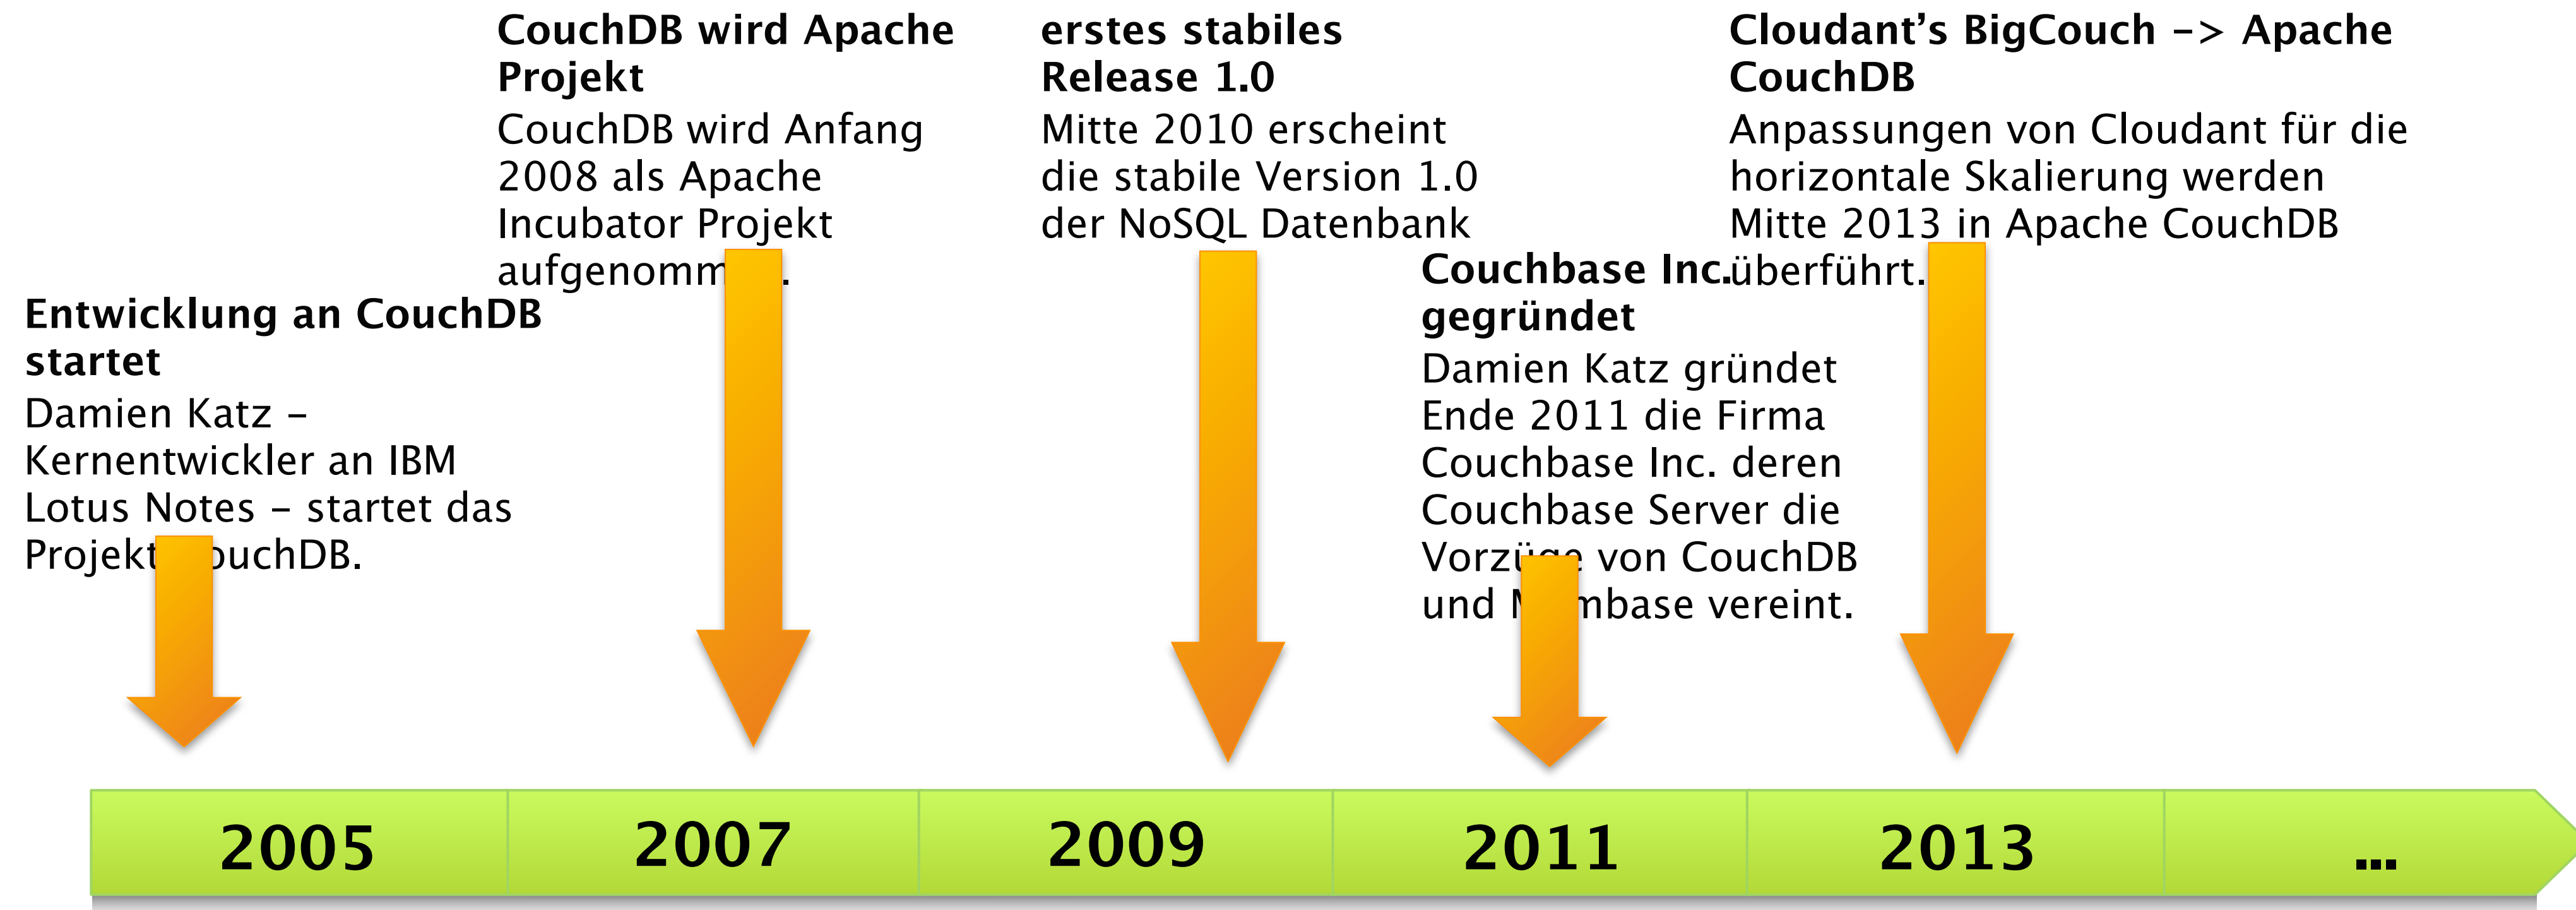 CouchDB wird Apache
Projekt
CouchDB wird Anfang
2008 als Apache
Incubator Projekt
aufgenommen.
erstes stabiles
Release 1.0
Mitte 2010 erscheint
die stabile Version 1.0
der NoSQL Datenbank
Cloudant’s BigCouch -> Apache
CouchDB
Anpassungen von Cloudant für die
horizontale Skalierung werden
Mitte 2013 in Apache CouchDB
überführt.
Entwicklung an CouchDB
startet
Damien Katz –
Kernentwickler an IBM
Lotus Notes – startet das
Projekt CouchDB.
Couchbase Inc.
gegründet
Damien Katz gründet
Ende 2011 die Firma
Couchbase Inc. deren
Couchbase Server die
Vorzüge von CouchDB
und Membase vereint.
2005
2007
2009
2011
2013
...